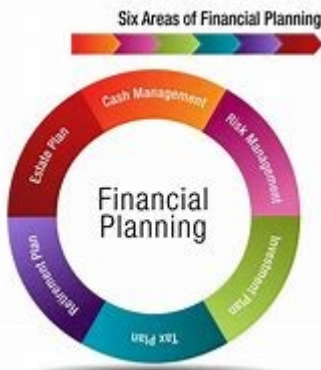 Six Areas of Financial Planning
Cash Management
Risk Management
Investment Plan
Tax Plan
Retirement Plan
Estate Plan
Financial
Planning